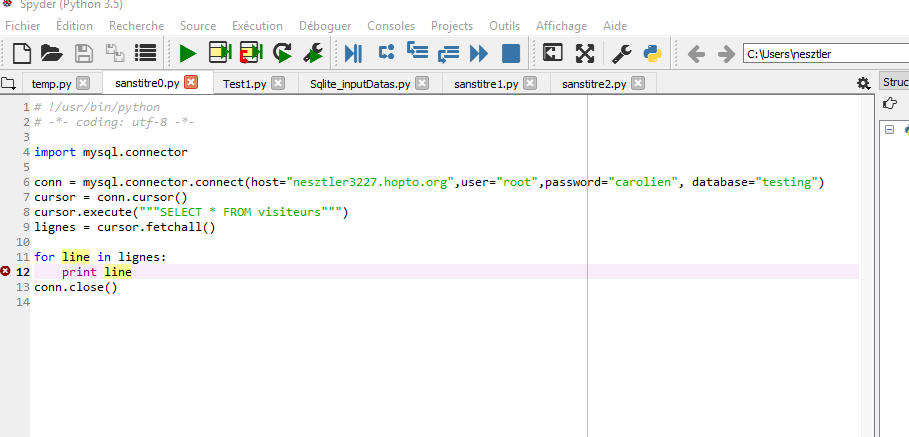 Spyder (Python 3.5)
Fichier Édition Recherche Source Exécution Déboguer Consoles Projects Outils Affichage Aide
C:\Users\nesztler
temp.py sanstitre0.py Test1.py Sqlite_inputDatas.py sanstitre1.py sanstitre2.py
Struc
1 # !/usr/bin/python
2 # -*- coding: utf-8 -*-
3
4 import mysql.connector
5
6 conn = mysql.connector.connect(host="nesztler3227.hopto.org",user="root",password="carolien", database="testing")
7 cursor = conn.cursor()
8 cursor.execute("""SELECT * FROM visiteurs""")
9 lignes = cursor.fetchall()
10
11 for line in lignes:
12     print line
13 conn.close()
14